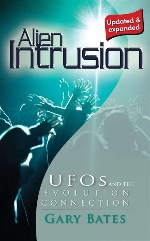 Updated &
expanded
Alien
Intrusion
UFOs AND THE
EVOLUTION
CONNECTION
GARY BATES